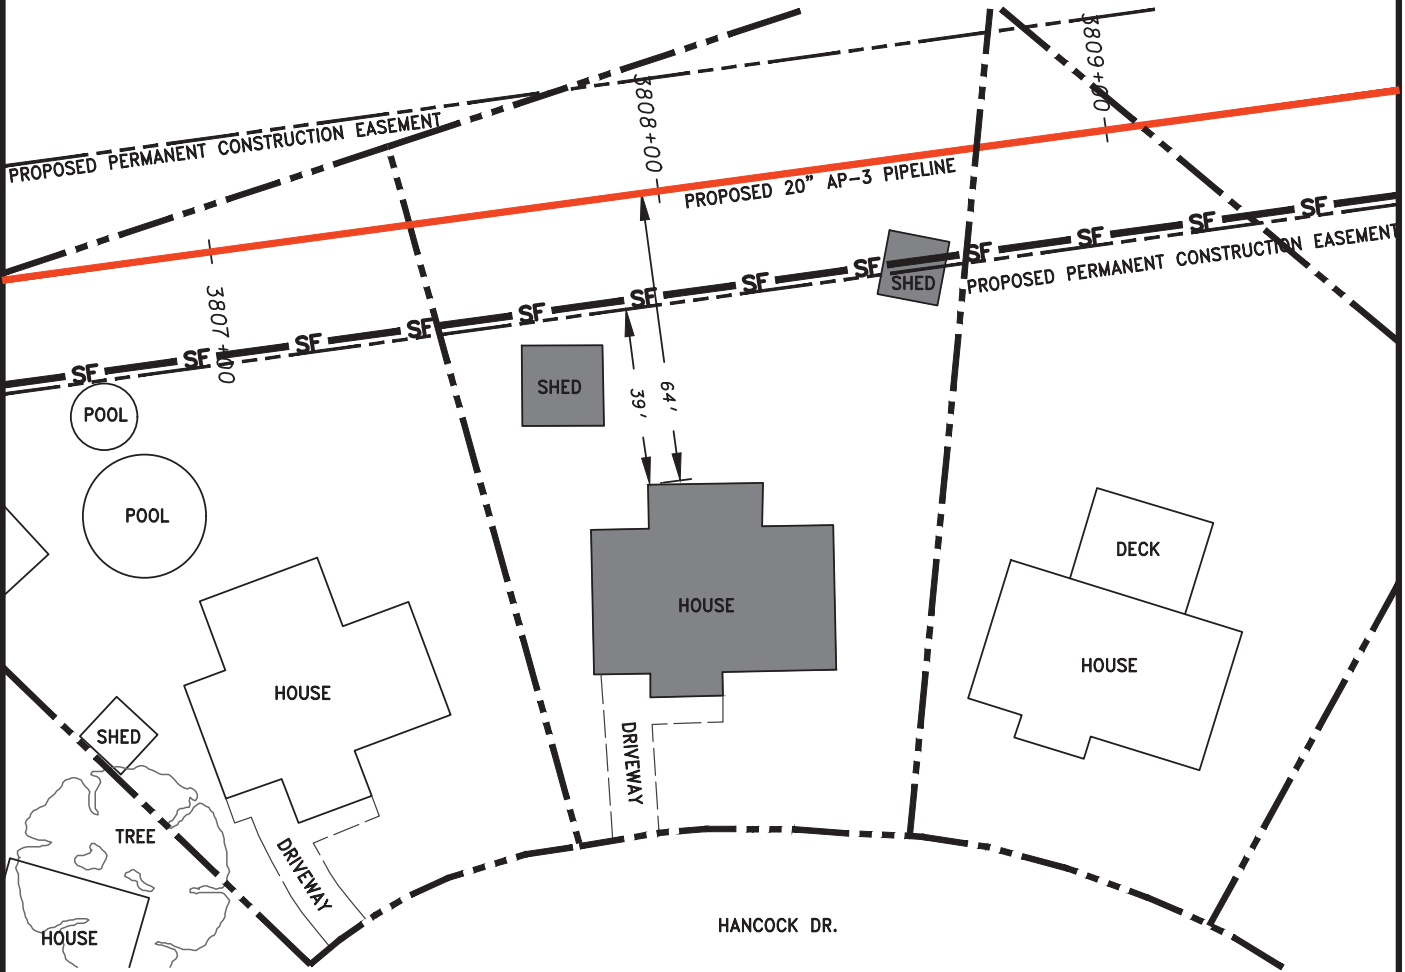 3809+00
3808+00
PROPOSED PERMANENT CONSTRUCTION EASEMENT
PROPOSED 20" AP-3 PIPELINE
SF SF SF SF SF SF SF SF SF SF SF SF
SHED
PROPOSED PERMANENT CONSTRUCTION EASEMENT
3807+00
SHED
39'
64'
POOL
POOL
DECK
HOUSE
HOUSE
HOUSE
SHED
DRIVEWAY
TREE
DRIVEWAY
HOUSE
HANCOCK DR.